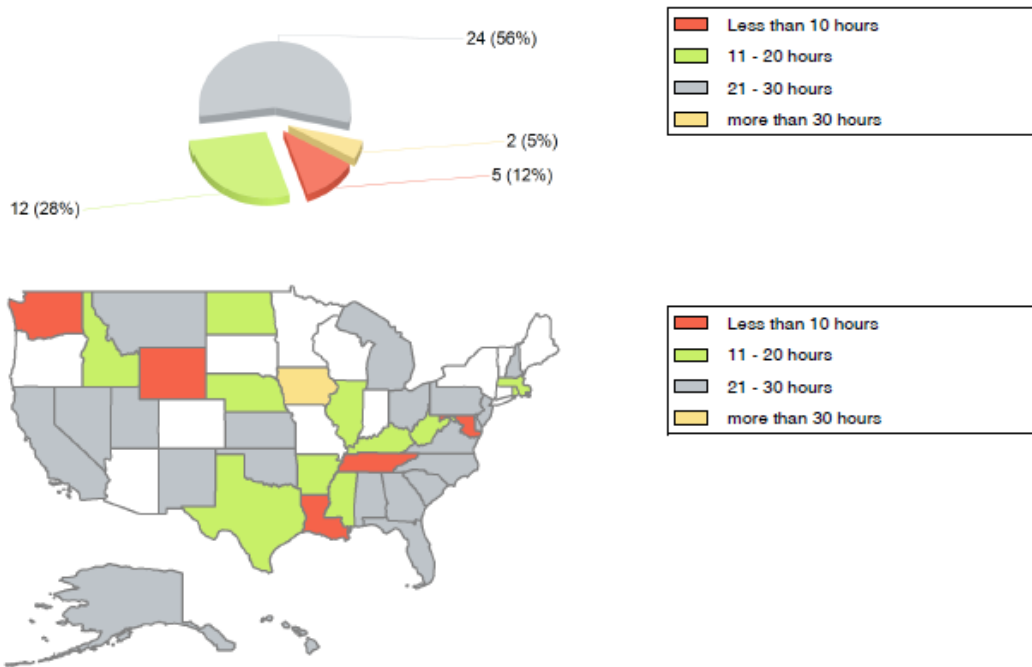 24 (56%)
2 (5%)
5 (12%)
12 (28%)
Less than 10 hours
11 - 20 hours
21 - 30 hours
more than 30 hours
Less than 10 hours
11 - 20 hours
21 - 30 hours
more than 30 hours